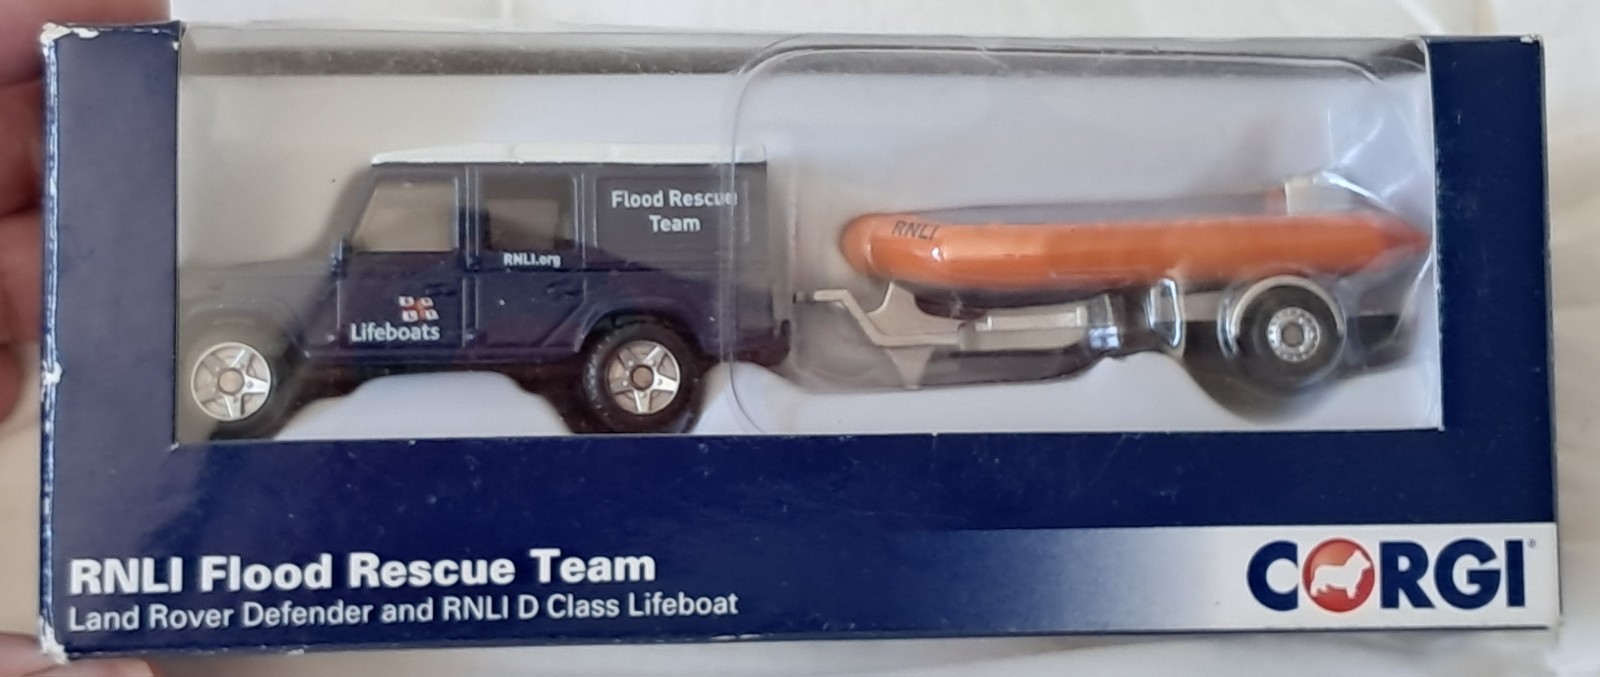 Flood Rescue
Team
RNLI.org
Lifeboats
RNLI
RNLI Flood Rescue Team
Land Rover Defender and RNLI D Class Lifeboat
CORGI®